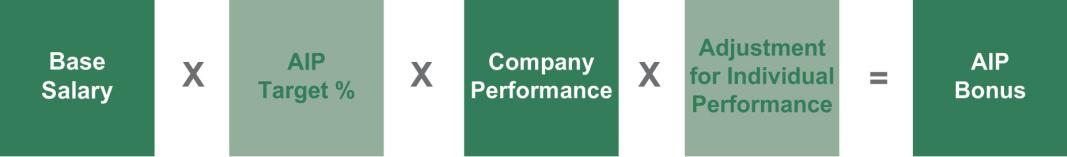 Base
Salary
X
AIP
Target %
X
Company
Performance
X
Adjustment
for Individual
Performance
=
AIP
Bonus